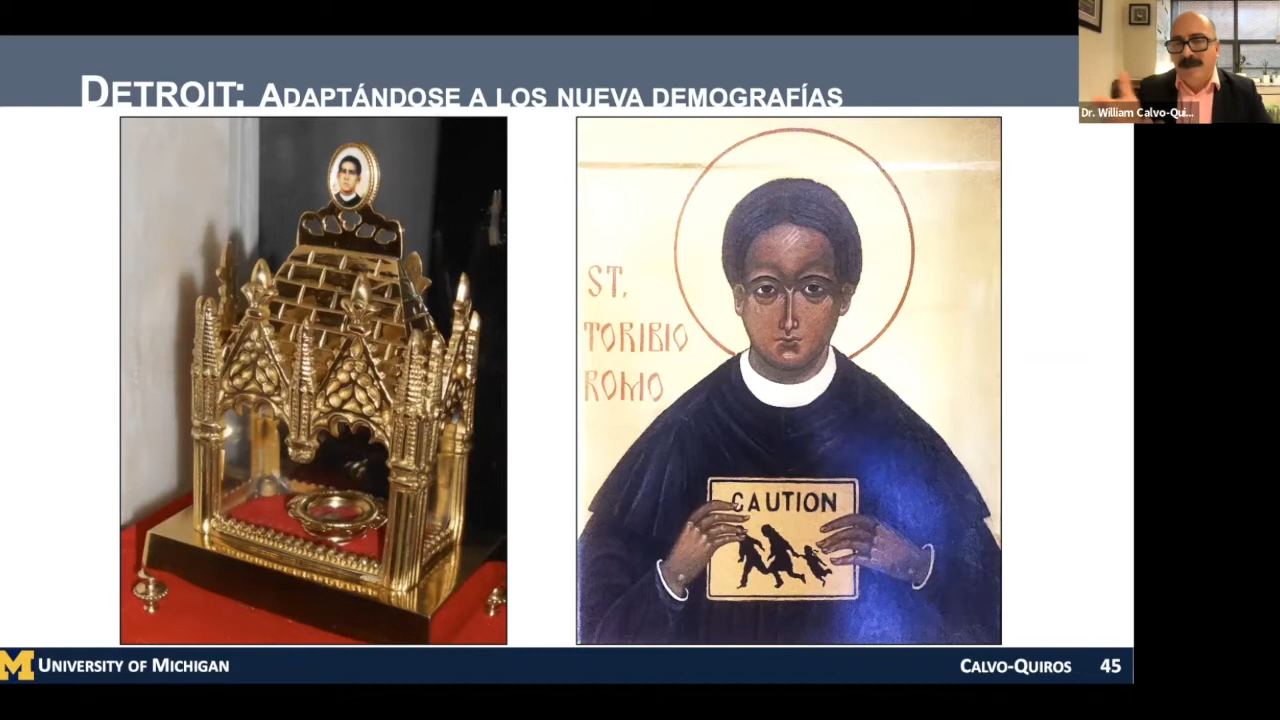 DETROIT: ADAPTÁNDOSE A LOS NUEVA DEMOGRAFÍAS
Dr. William Calvo-Qui...
ST.
TORIBIO
ROMO
CAUTION
M UNIVERSITY OF MICHIGAN
CALVO-QUIROS 45